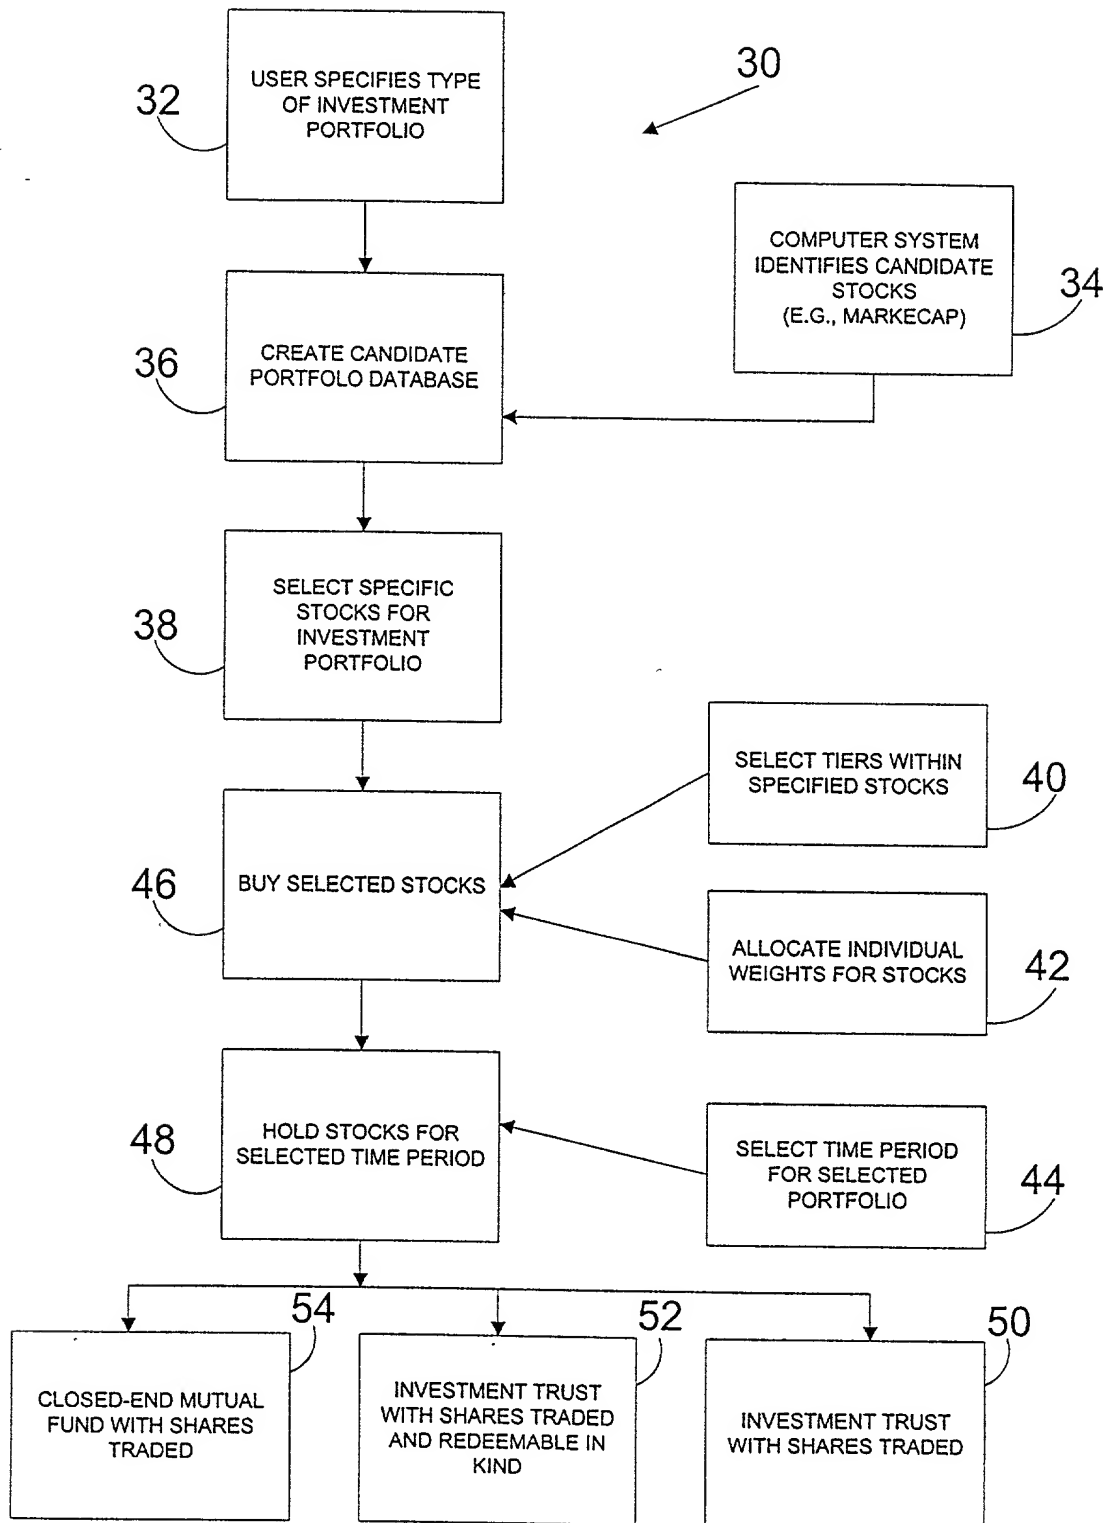 30
32
USER SPECIFIES TYPE
OF INVESTMENT
PORTFOLIO
COMPUTER SYSTEM
IDENTIFIES CANDIDATE
STOCKS
(E.G., MARKECAP)
34
36
CREATE CANDIDATE
PORTFOLO DATABASE
38
SELECT SPECIFIC
STOCKS FOR
INVESTMENT
PORTFOLIO
SELECT TIERS WITHIN
SPECIFIED STOCKS
40
46
BUY SELECTED STOCKS
ALLOCATE INDIVIDUAL
WEIGHTS FOR STOCKS
42
48
HOLD STOCKS FOR
SELECTED TIME PERIOD
SELECT TIME PERIOD
FOR SELECTED
PORTFOLIO
44
54
CLOSED-END MUTUAL
FUND WITH SHARES
TRADED
52
INVESTMENT TRUST
WITH SHARES TRADED
AND REDEEMABLE IN
KIND
50
INVESTMENT TRUST
WITH SHARES TRADED